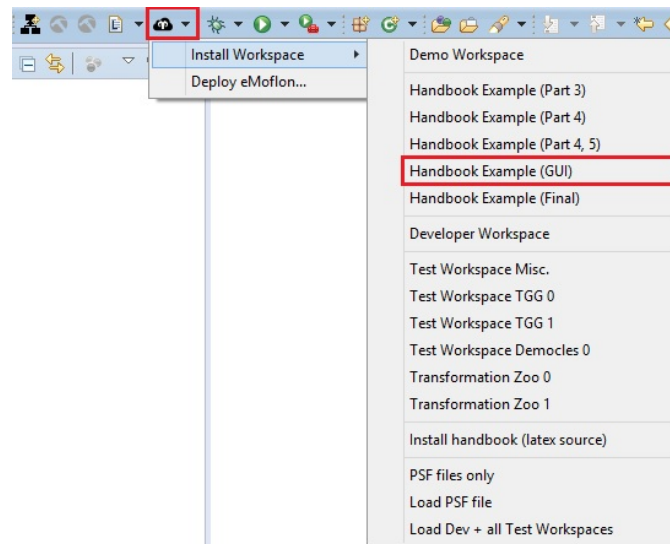 Install Workspace
Deploy eMoflon...
Demo Workspace
Handbook Example (Part 3)
Handbook Example (Part 4)
Handbook Example (Part 4, 5)
Handbook Example (GUI)
Handbook Example (Final)
Developer Workspace
Test Workspace Misc.
Test Workspace TGG 0
Test Workspace TGG 1
Test Workspace Democles 0
Transformation Zoo 0
Transformation Zoo 1
Install handbook (latex source)
PSF files only
Load PSF file
Load Dev + all Test Workspaces